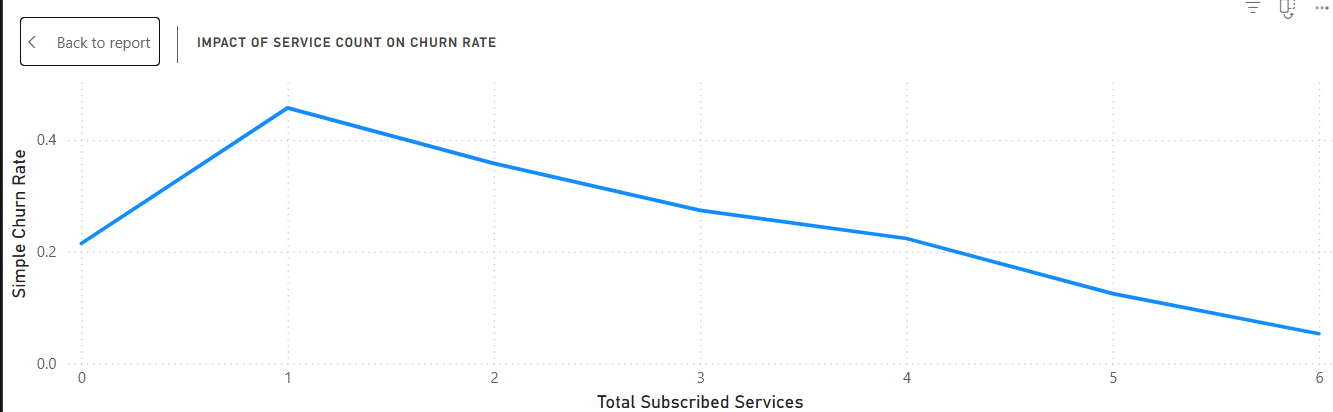 Back to report
IMPACT OF SERVICE COUNT ON CHURN RATE
Simple Churn Rate
0.4
0.2
0.0
0 1 2 3 4 5 6
Total Subscribed Services